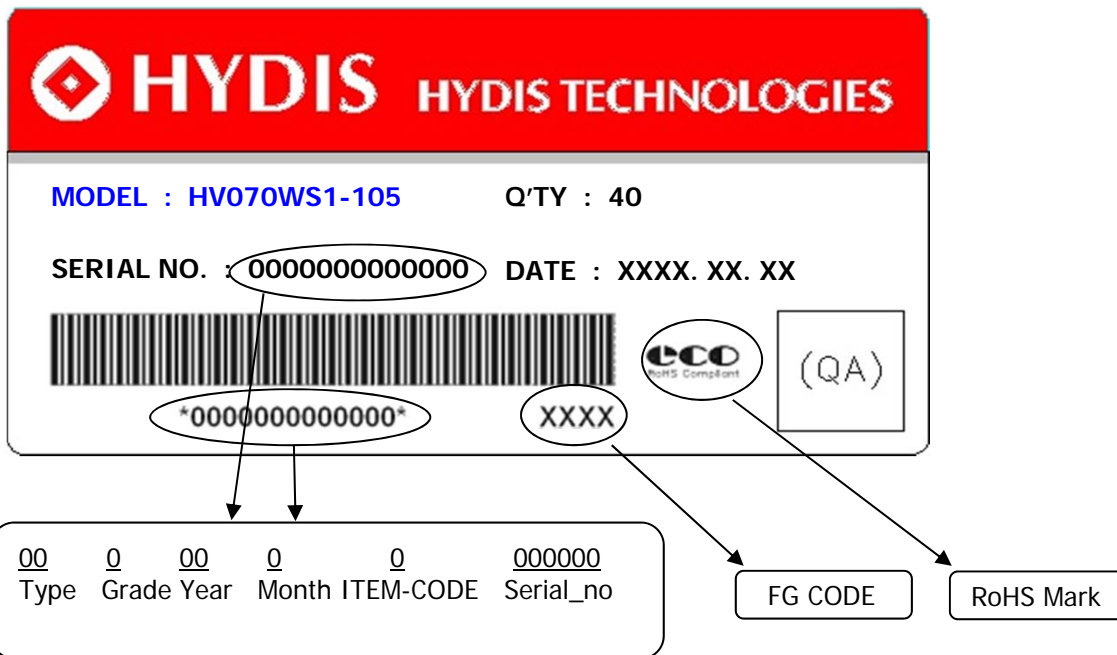 HYDIS HYDIS TECHNOLOGIES
MODEL : HV070WS1-105 Q'TY : 40
SERIAL NO. : 0000000000000 DATE : XXXX. XX. XX
eco
RoHS Compliant
(QA)
*0000000000000* XXXX
00 0 00 0 0 000000
Type Grade Year Month ITEM-CODE Serial_no
FG CODE RoHS Mark